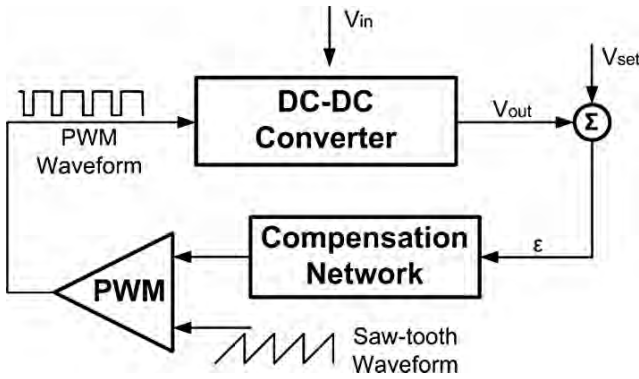 Vin
Vset
DC-DC
Converter
Vout
Σ
PWM
Waveform
Compensation
Network
ε
PWM
Saw-tooth
Waveform